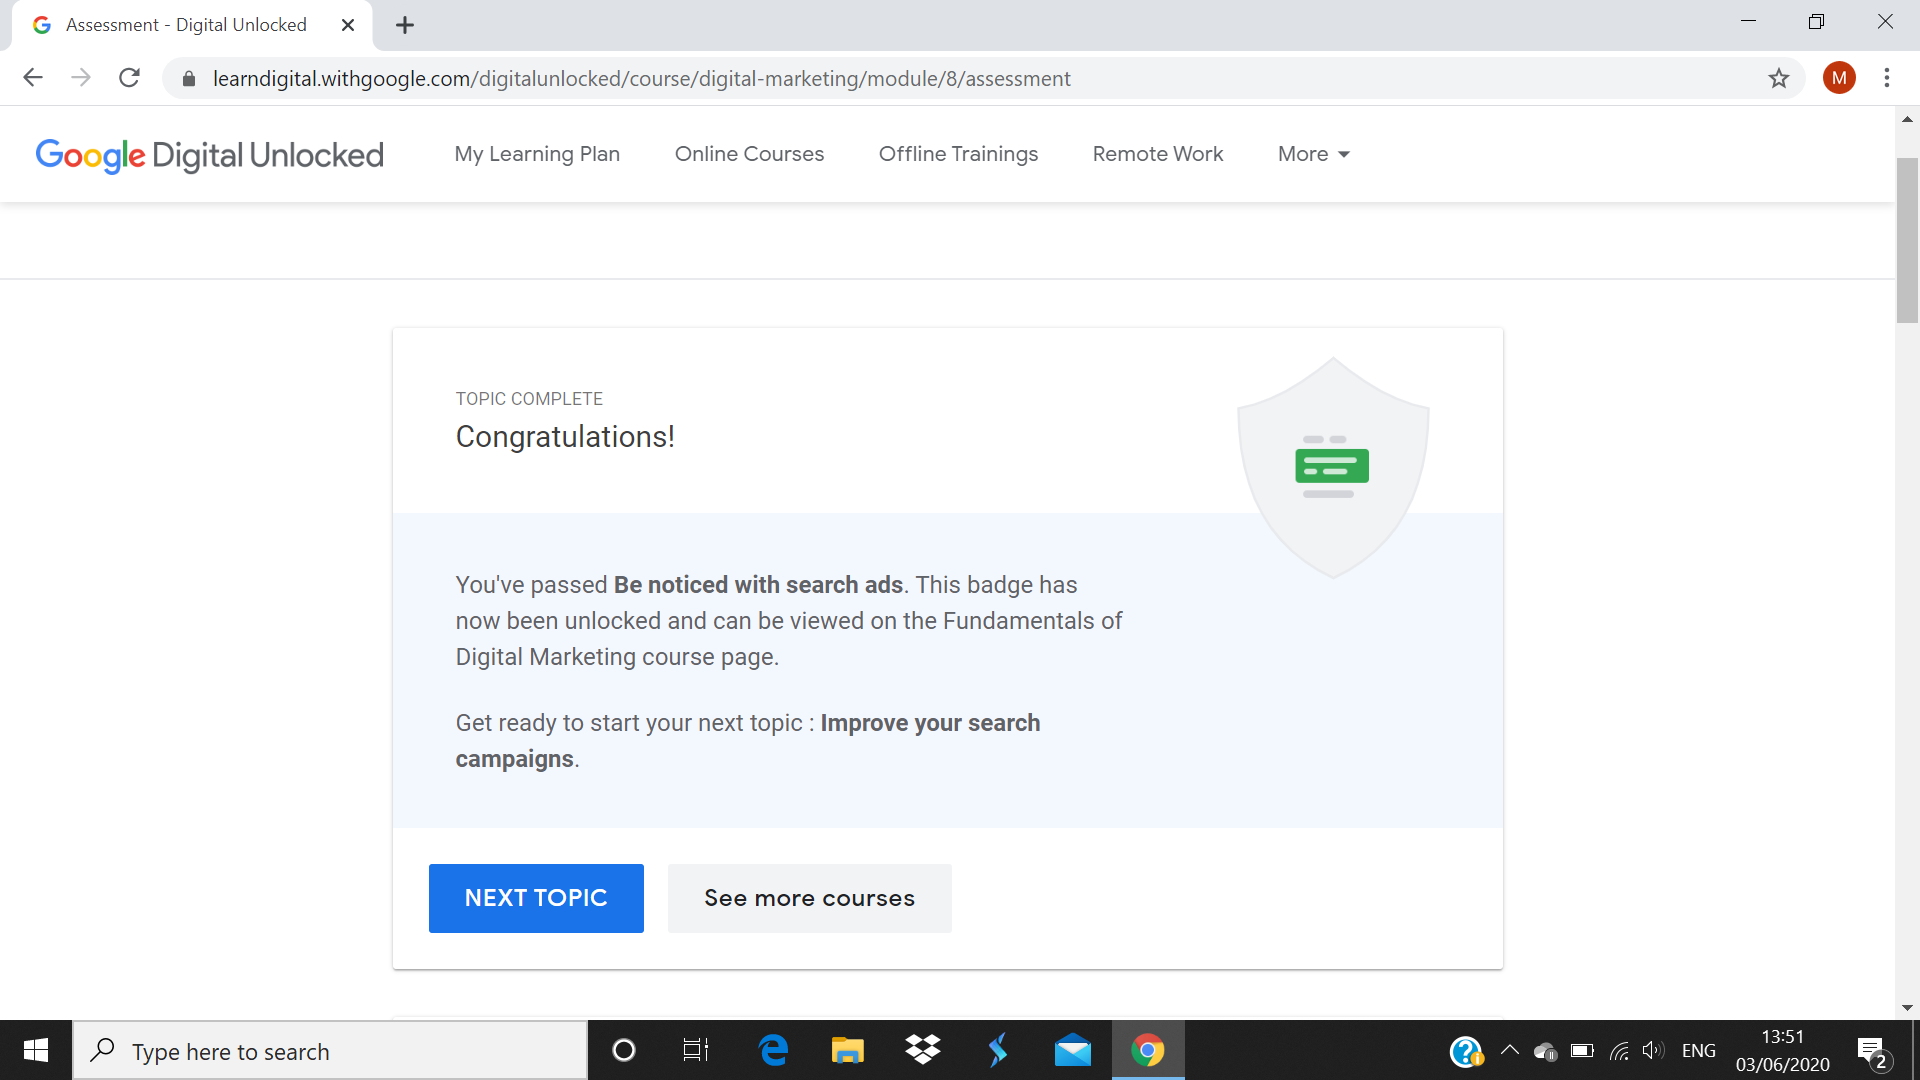 Assessment - Digital Unlocked
learndigital.withgoogle.com/digitalunlocked/course/digital-marketing/module/8/assessment
M
Google Digital Unlocked
My Learning Plan
Online Courses
Offline Trainings
Remote Work
More
TOPIC COMPLETE
Congratulations!
You've passed Be noticed with search ads. This badge has
now been unlocked and can be viewed on the Fundamentals of
Digital Marketing course page.
Get ready to start your next topic : Improve your search
campaigns.
NEXT TOPIC
See more courses
Type here to search
ENG
13:51
03/06/2020
2